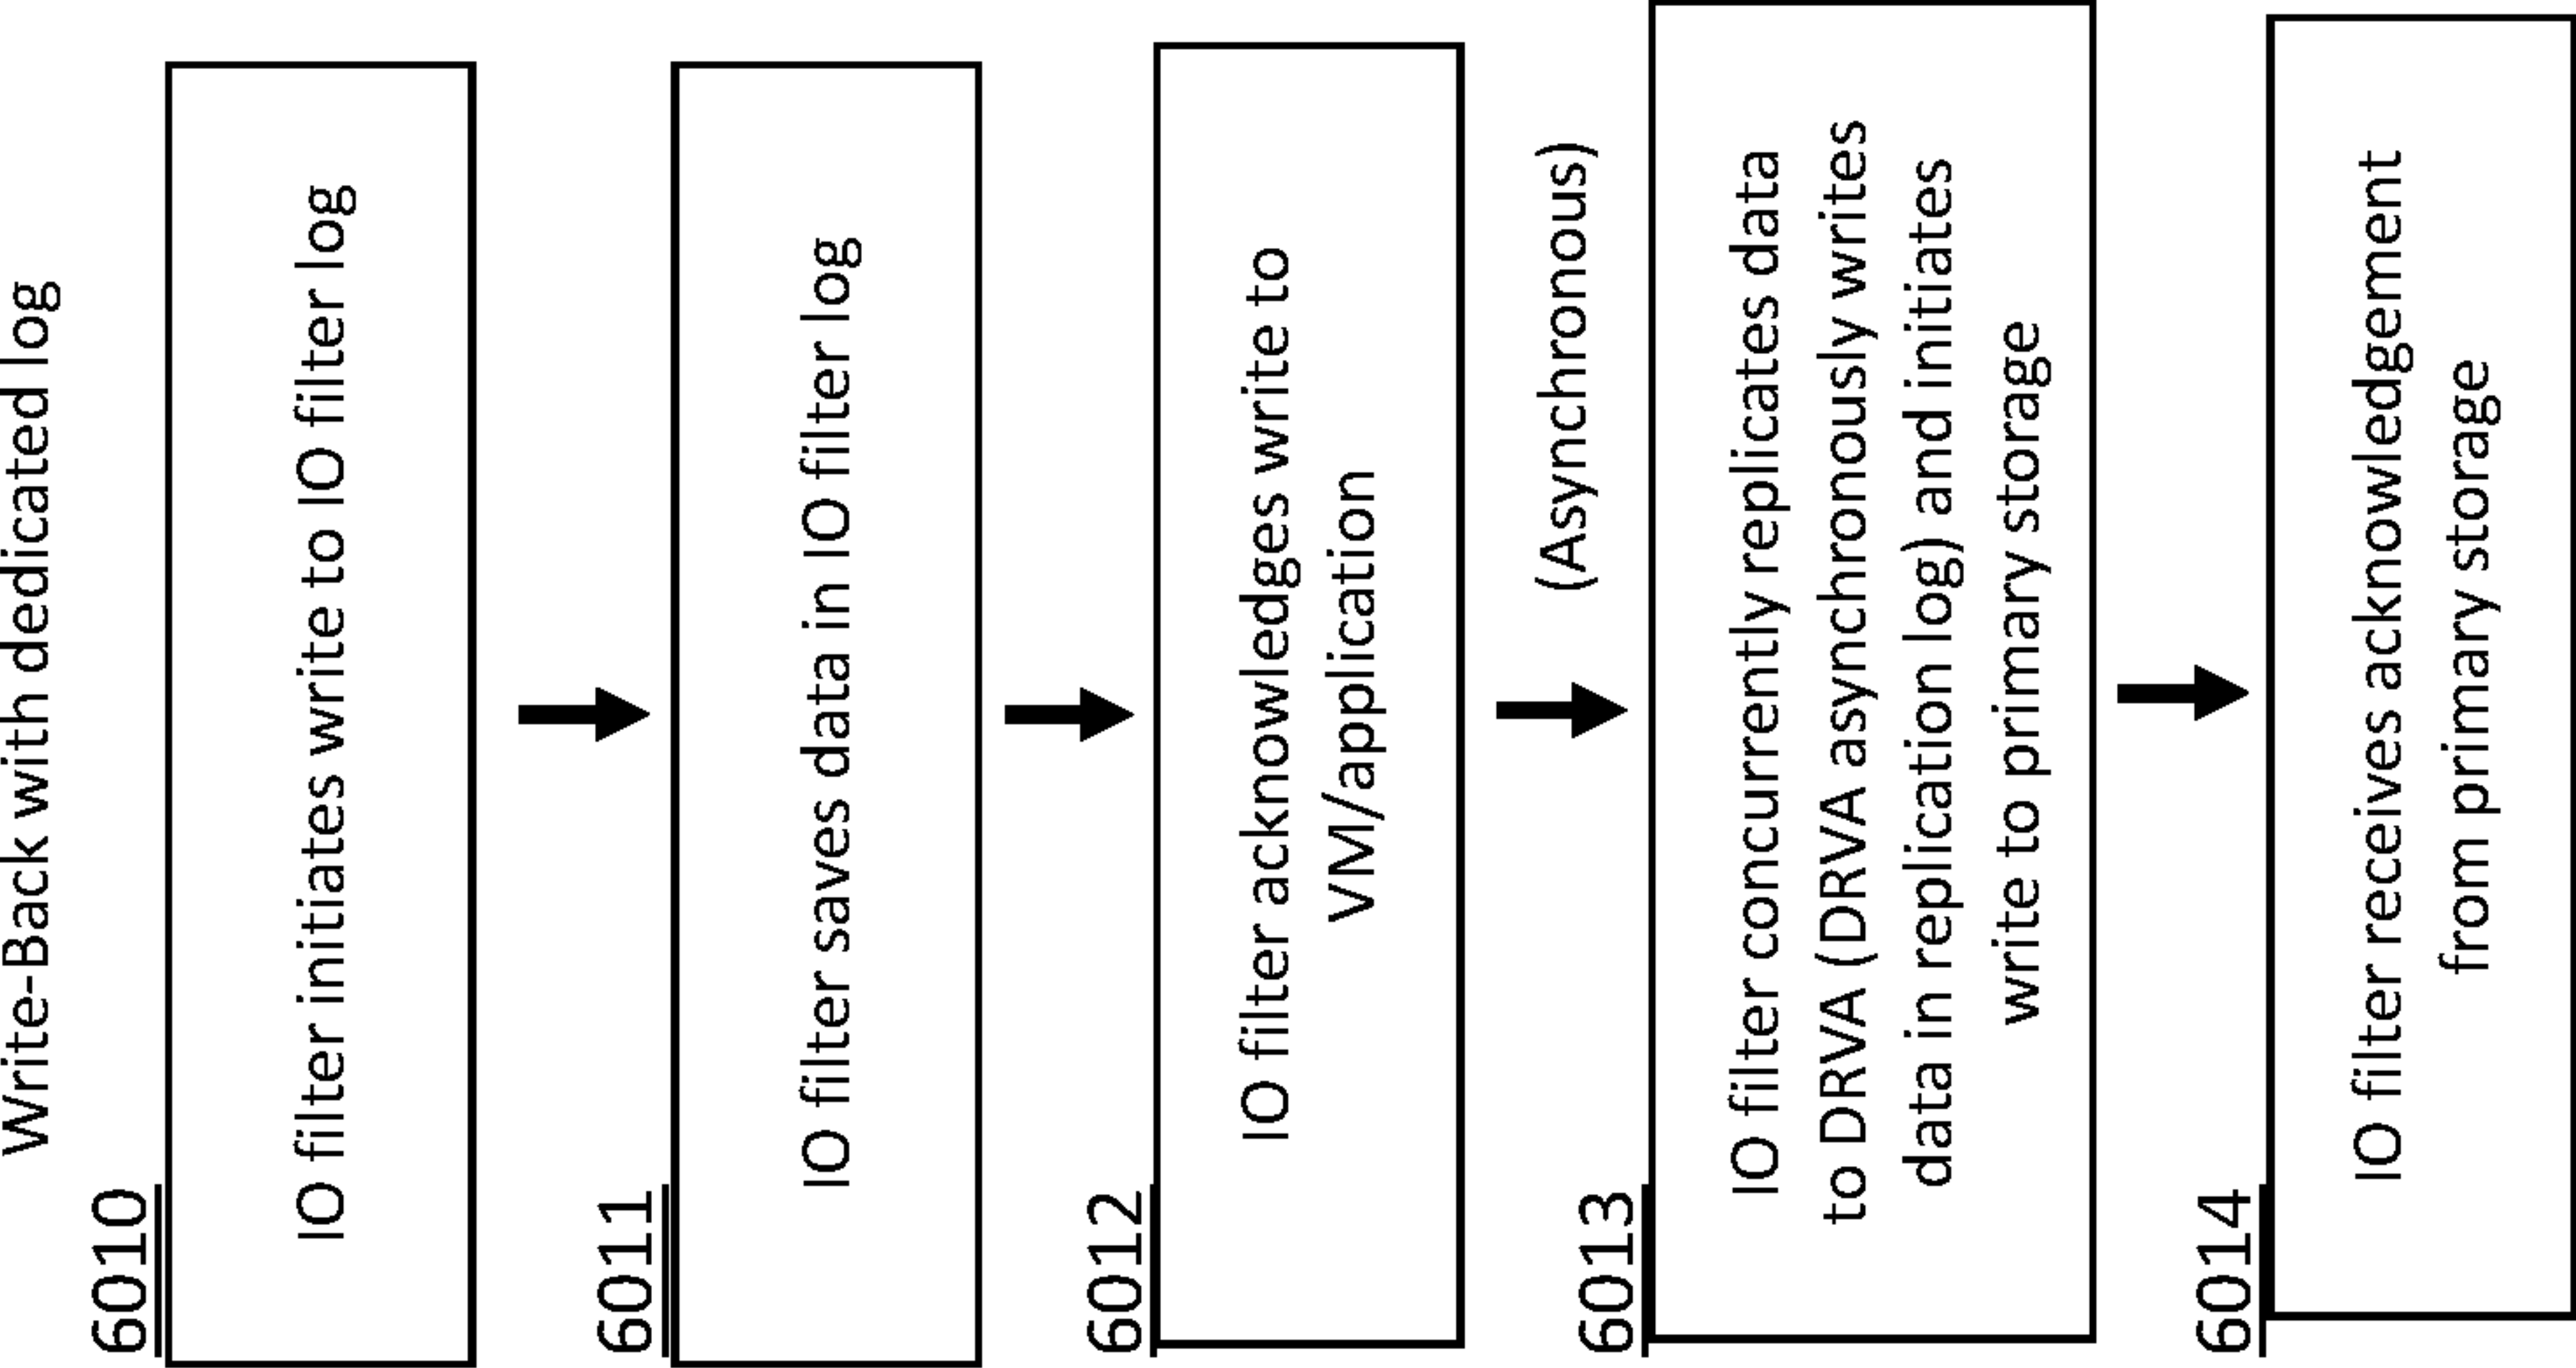 Write-Back with dedicated log
6010
IO filter initiates write to IO filter log
6011
IO filter saves data in IO filter log
6012
IO filter acknowledges write to
VM/application
(Asynchronous)
6013
IO filter concurrently replicates data
to DRVA (DRVA asynchronously writes
data in replication log) and initiates
write to primary storage
6014
IO filter receives acknowledgement
from primary storage